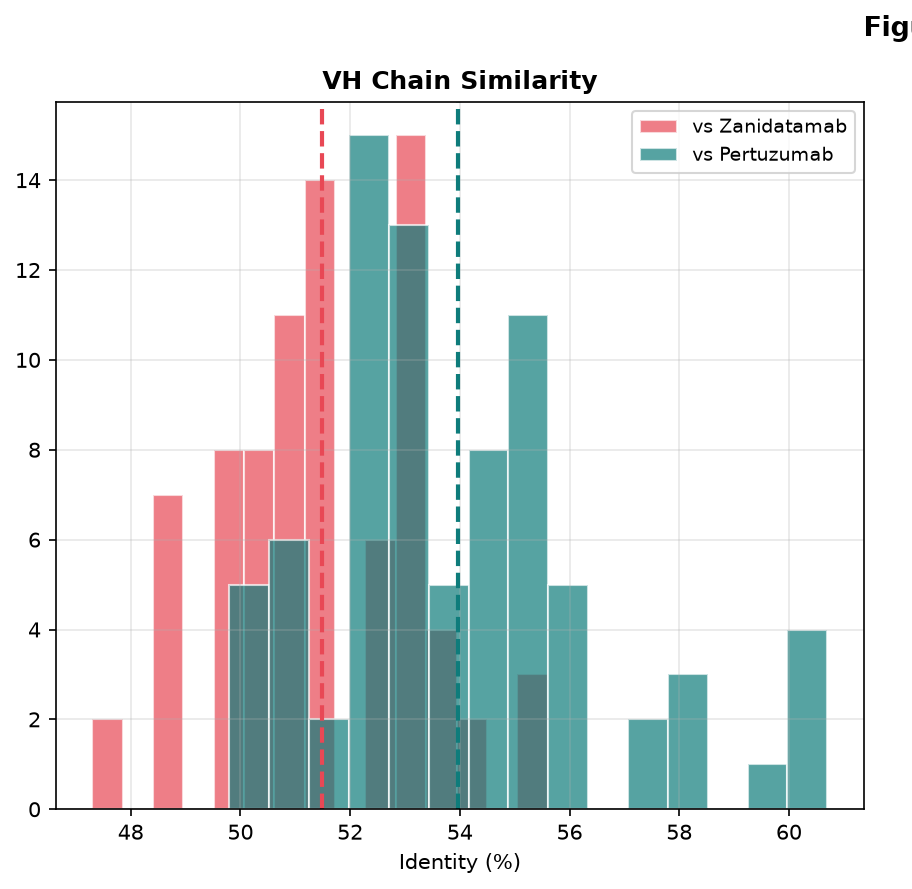 Figu
VH Chain Similarity
vs Zanidatamab
vs Pertuzumab
14
12
10
8
6
4
2
0
48 50 52 54 56 58 60
Identity (%)